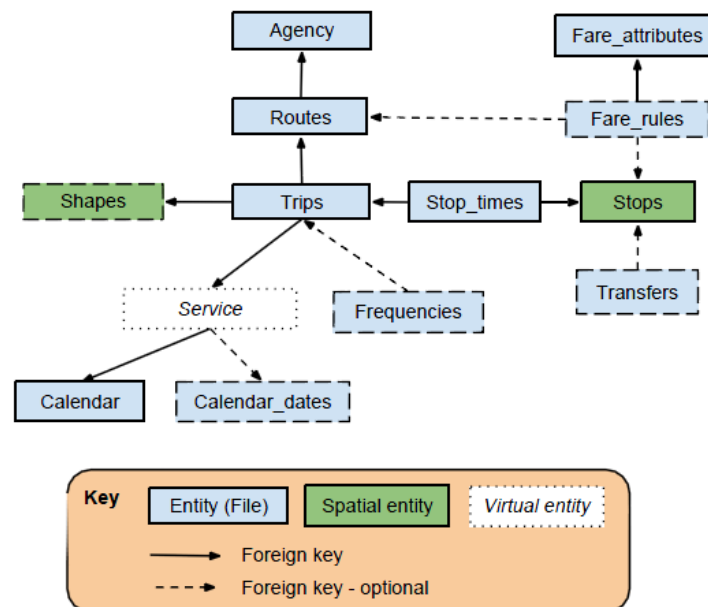 Agency
Fare_attributes
Routes
Fare_rules
Shapes
Trips
Stop_times
Stops
Service
Frequencies
Transfers
Calendar
Calendar_dates
Key
Entity (File)
Spatial entity
Virtual entity
Foreign key
Foreign key - optional